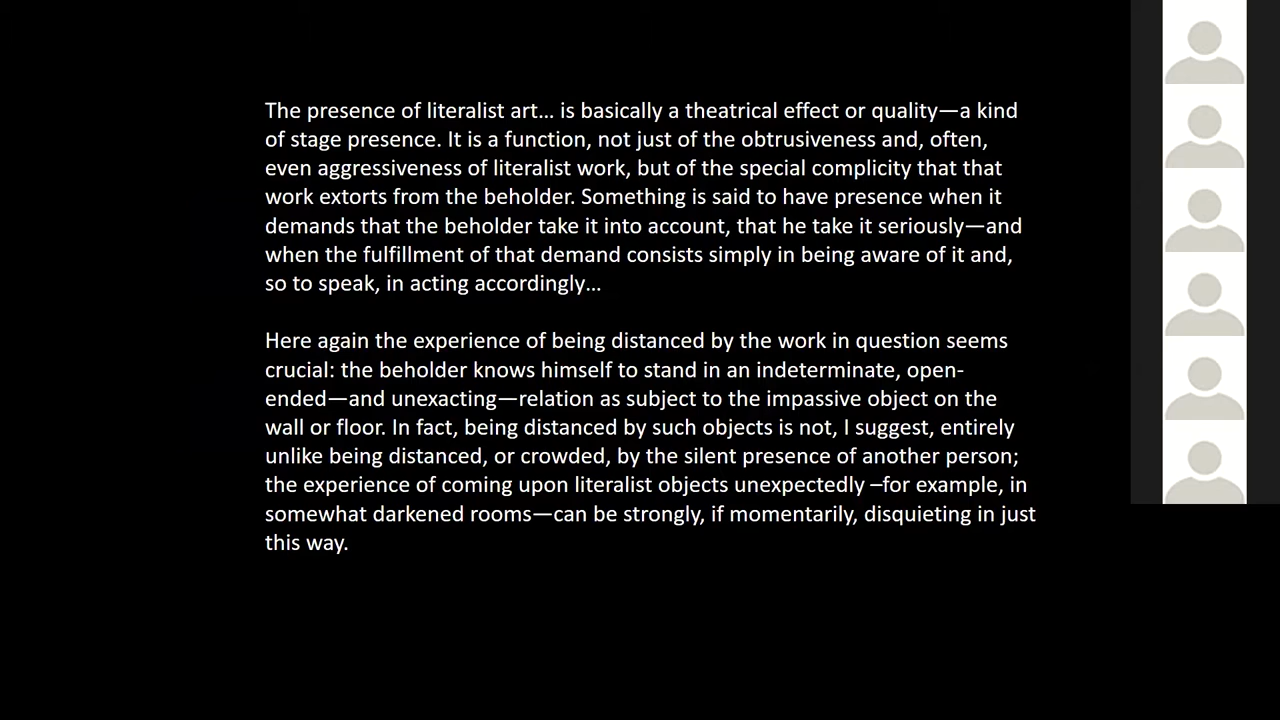 The presence of literalist art… is basically a theatrical effect or quality—a kind
of stage presence. It is a function, not just of the obtrusiveness and, often,
even aggressiveness of literalist work, but of the special complicity that that
work extorts from the beholder. Something is said to have presence when it
demands that the beholder take it into account, that he take it seriously—and
when the fulfillment of that demand consists simply in being aware of it and,
so to speak, in acting accordingly…
Here again the experience of being distanced by the work in question seems
crucial: the beholder knows himself to stand in an indeterminate, open-
ended—and unexacting—relation as subject to the impassive object on the
wall or floor. In fact, being distanced by such objects is not, I suggest, entirely
unlike being distanced, or crowded, by the silent presence of another person;
the experience of coming upon literalist objects unexpectedly –for example, in
somewhat darkened rooms—can be strongly, if momentarily, disquieting in just
this way.